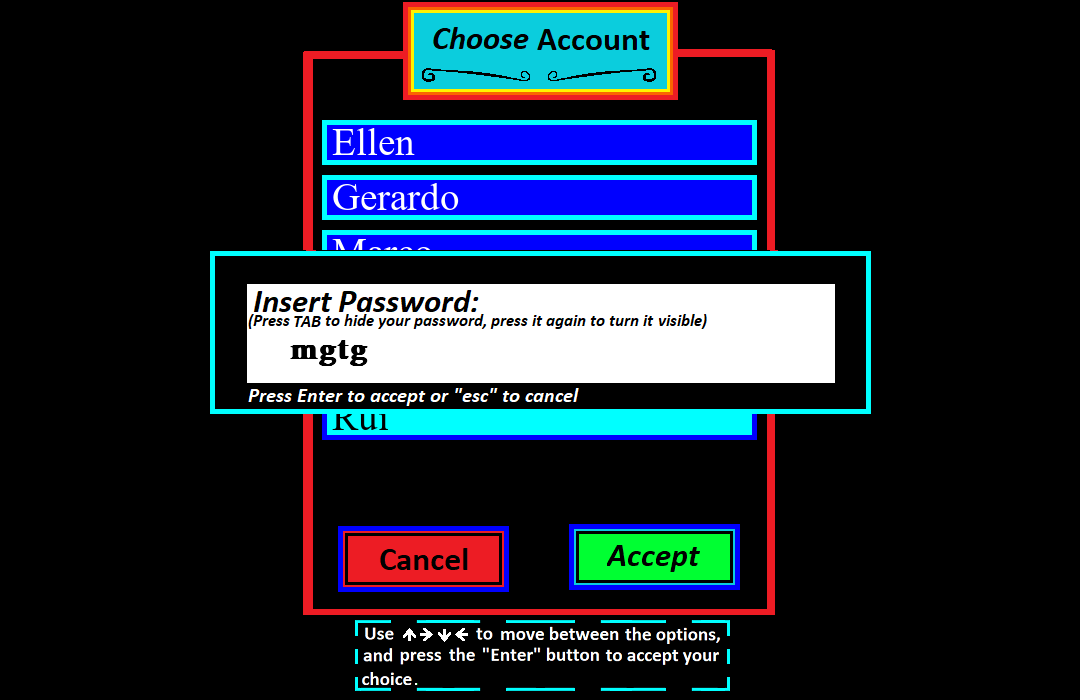 Choose Account
Ellen
Gerardo
Insert Password:
(Press TAB to hide your password, press it again to turn it visible)
mgtg
Press Enter to accept or "esc" to cancel
Rui
Cancel
Accept
Use ↑→↓← to move between the options,
and press the "Enter" button to accept your
choice.